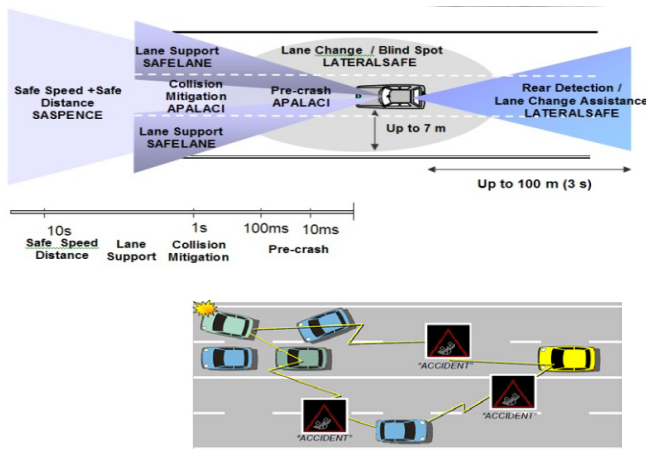 Lane Support
SAFELANE
Lane Change / Blind Spot
LATERALSAFE
Safe Speed +Safe
Distance
SASPENCE
Collision
Mitigation
APALACI
Pre-crash
APALACI
Rear Detection /
Lane Change Assistance
LATERALSAFE
Lane Support
SAFELANE
Up to 7 m
Up to 100 m (3 s)
10s
1s
100ms
10ms
Safe Speed
Distance
Lane
Support
Collision
Mitigation
Pre-crash
"ACCIDENT"
"ACCIDENT"
"ACCIDENT"